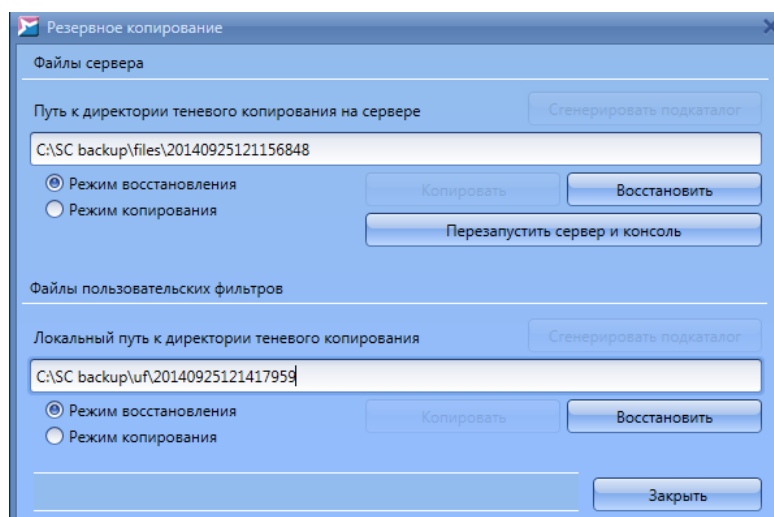 Резервное копирование
Файлы сервера
Путь к директории теневого копирования на сервере
Сгенерировать подкаталог
C:\SC backup\files\20140925121156848
Режим восстановления
Копировать
Восстановить
Режим копирования
Перезапустить сервер и консоль
Файлы пользовательских фильтров
Локальный путь к директории теневого копирования
Сгенерировать подкаталог
C:\SC backup\uf\20140925121417959
Режим восстановления
Копировать
Восстановить
Режим копирования
Закрыть